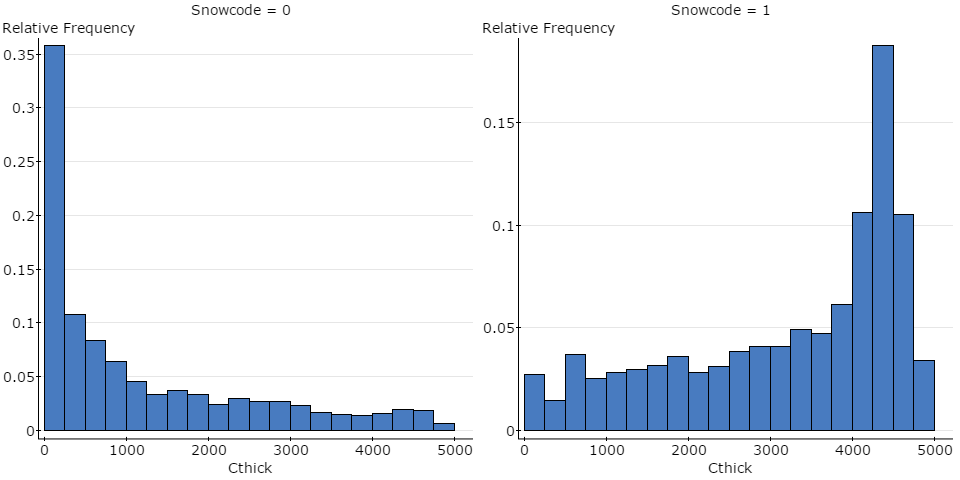 Snowcode = 0
Relative Frequency
0.35
0.3
0.25
0.2
0.15
0.1
0.05
0
0 1000 2000 3000 4000 5000
Cthick
Snowcode = 1
Relative Frequency
0.15
0.1
0.05
0
0 1000 2000 3000 4000 5000
Cthick